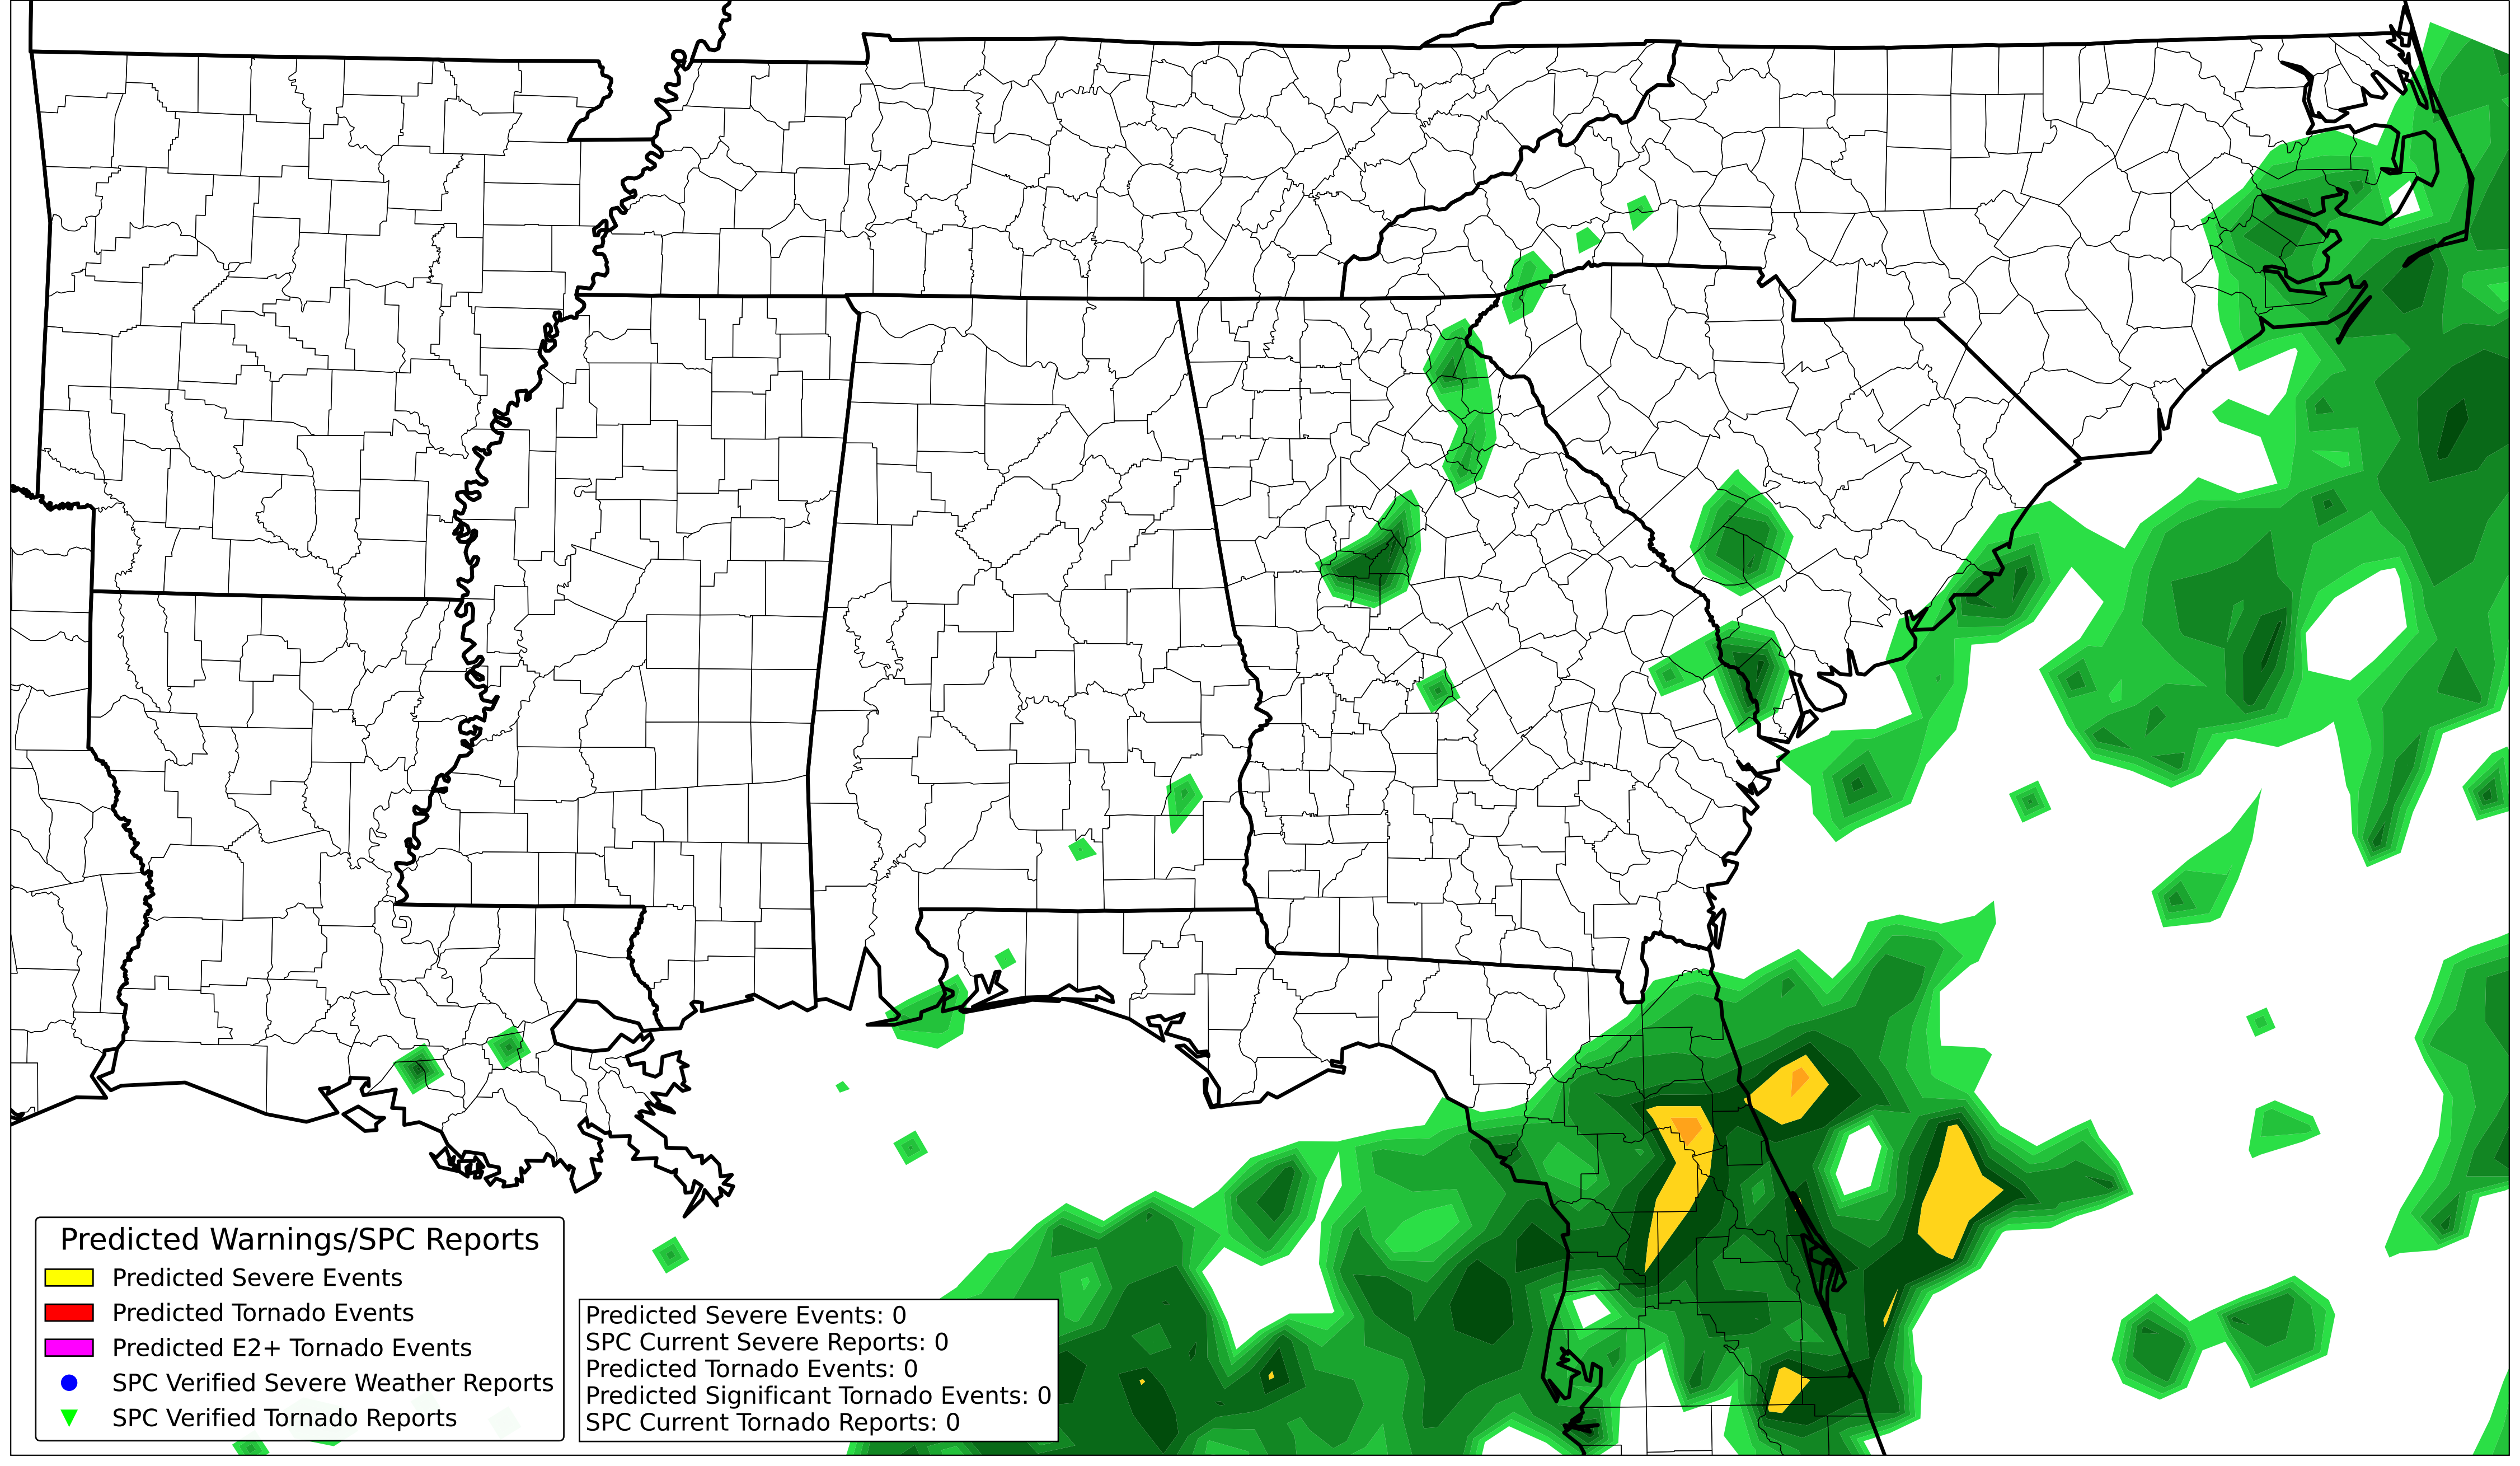 Predicted Warnings/SPC Reports
Predicted Severe Events
Predicted Tornado Events
Predicted E2+ Tornado Events
SPC Verified Severe Weather Reports
SPC Verified Tornado Reports
Predicted Severe Events: 0
SPC Current Severe Reports: 0
Predicted Tornado Events: 0
Predicted Significant Tornado Events: 0
SPC Current Tornado Reports: 0